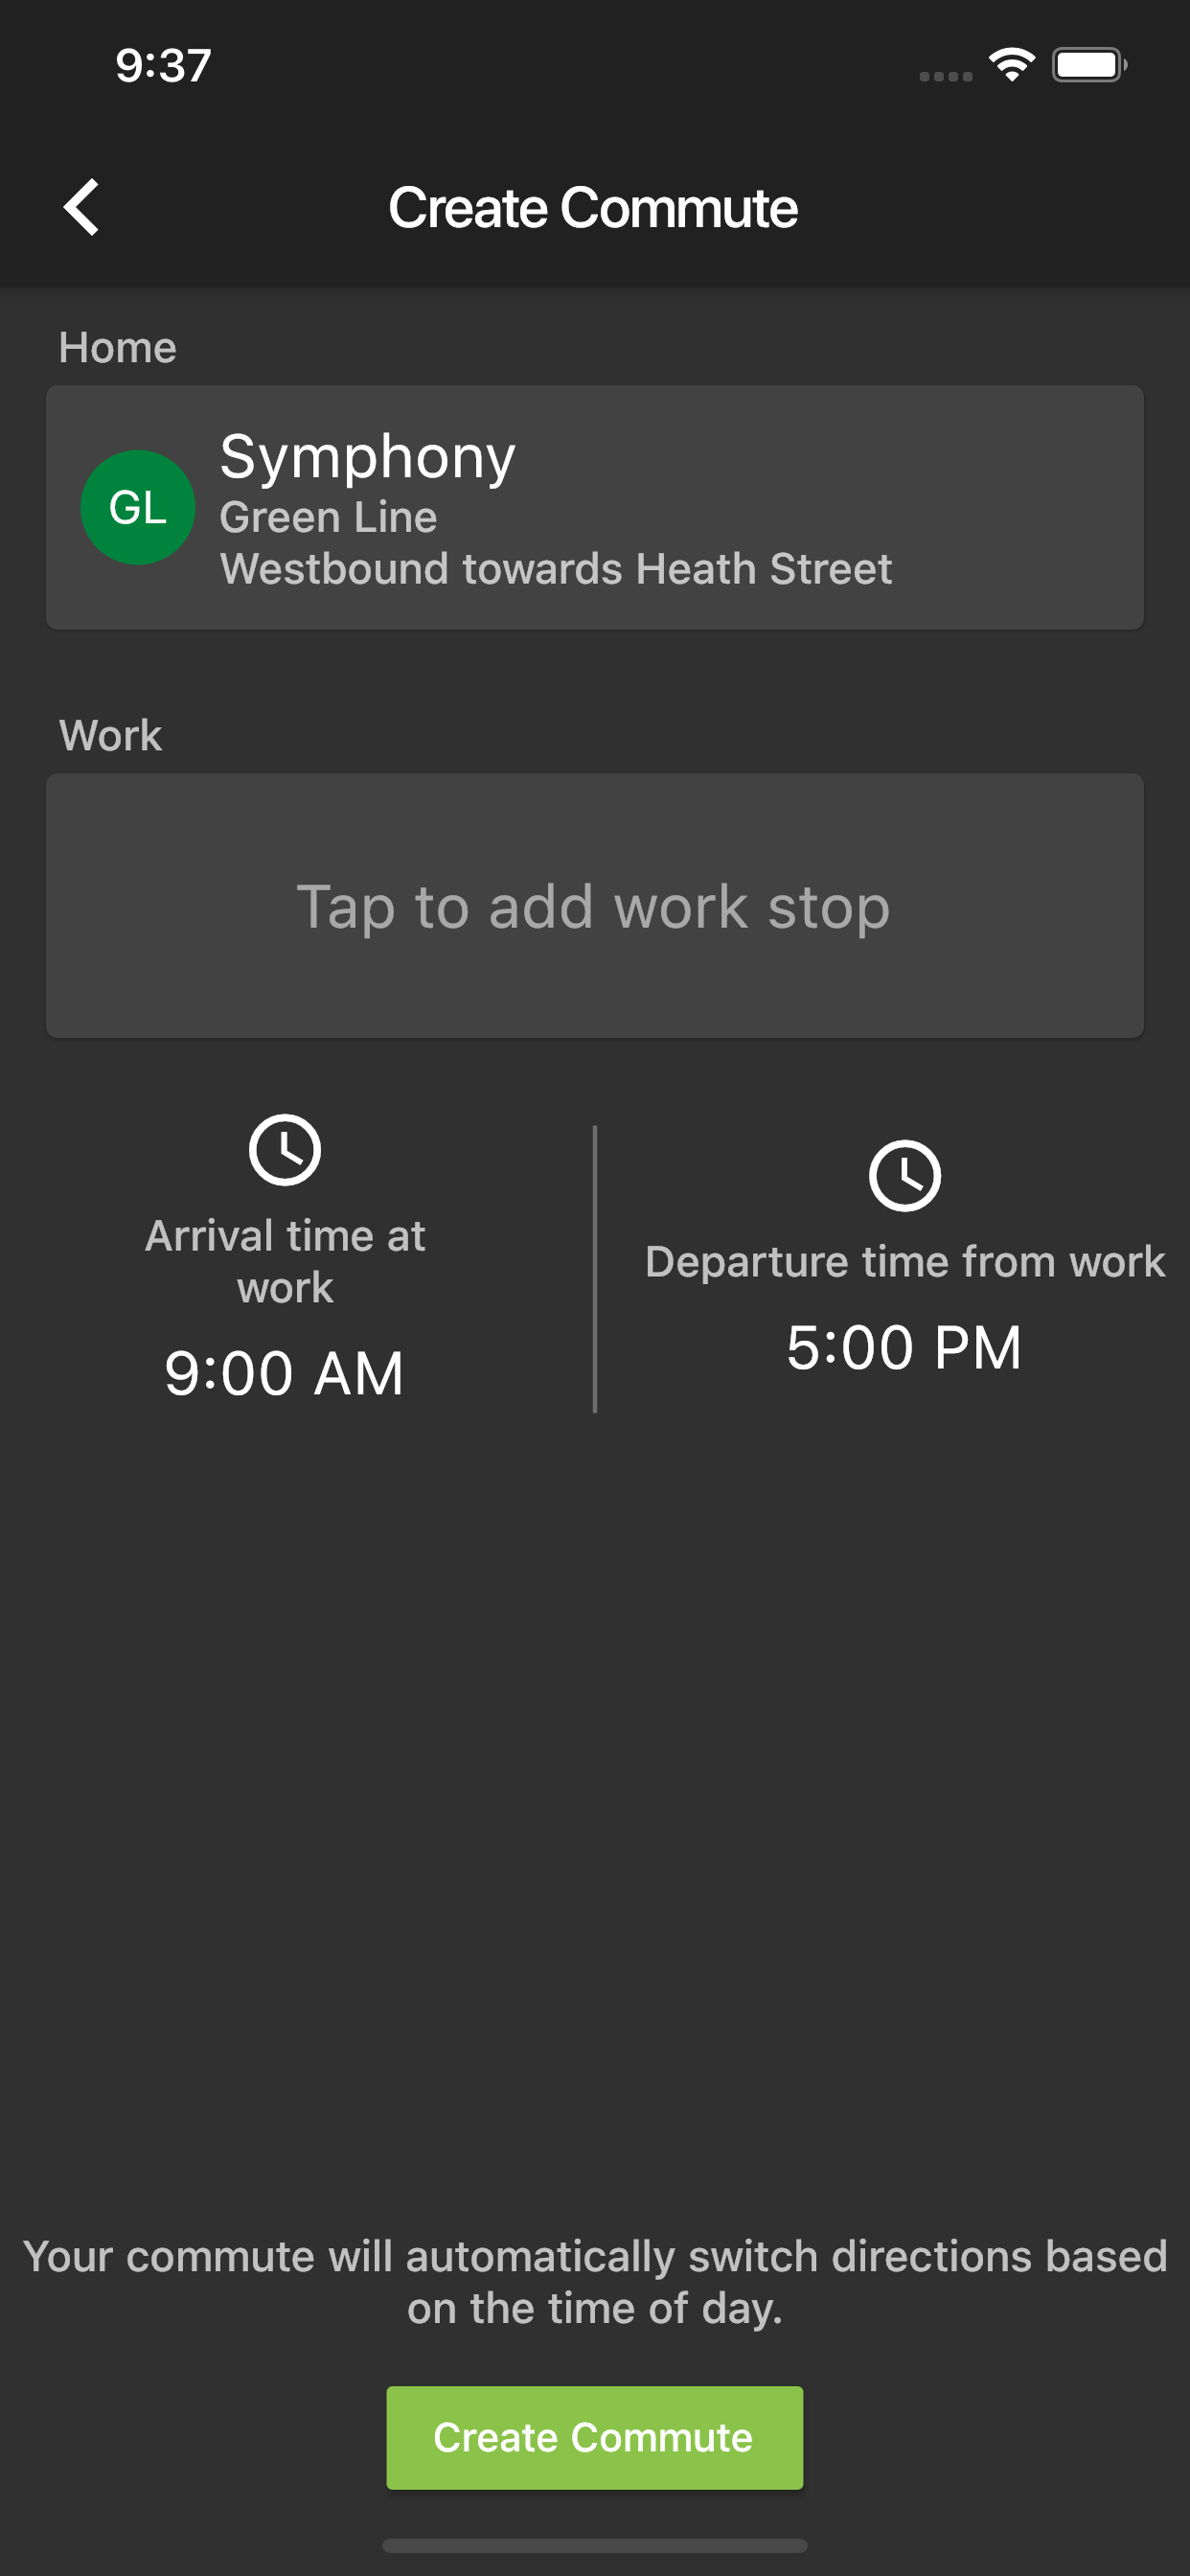 9:37
Create Commute
Home
GL
Symphony
Green Line
Westbound towards Heath Street
Work
Tap to add work stop
Arrival time at
work
9:00 AM
Departure time from work
5:00 PM
Your commute will automatically switch directions based
on the time of day.
Create Commute